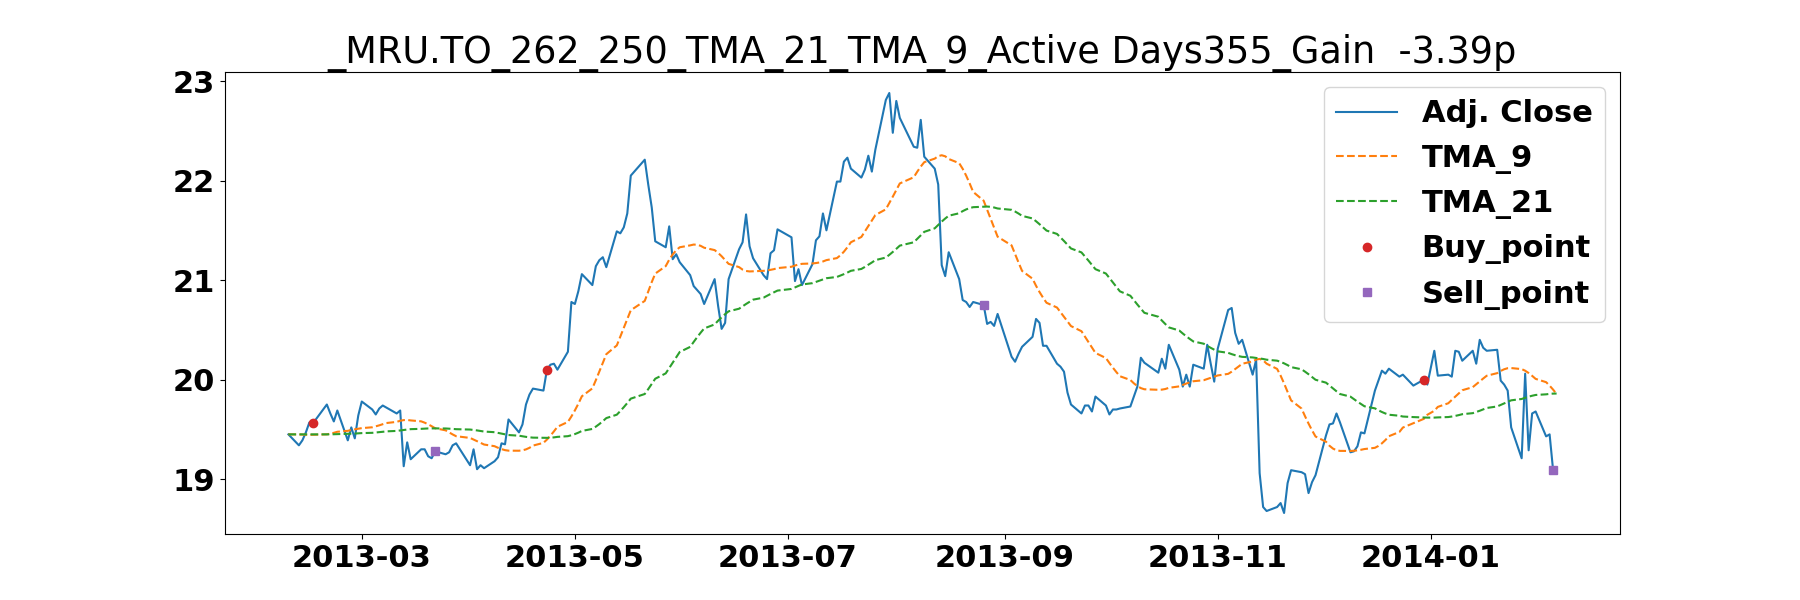 _MRU.TO_262_250_TMA_21_TMA_9_Active Days355_Gain  -3.39p
23
22
21
20
19
2013-03
2013-05
2013-07
2013-09
2013-11
2014-01
Adj. Close
TMA_9
TMA_21
Buy_point
Sell_point